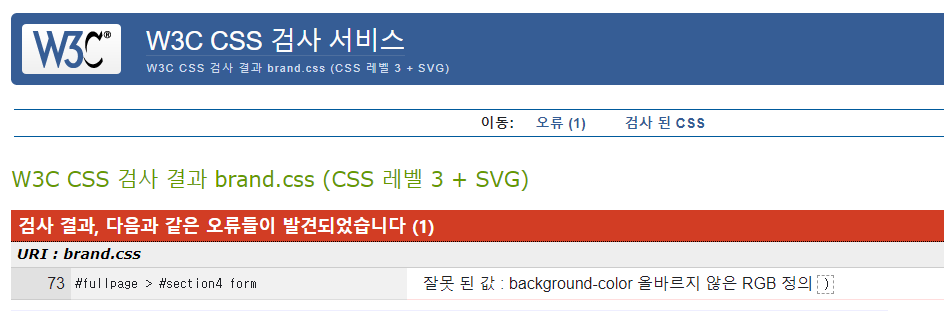 W3C® W3C CSS 검사 서비스
W3C CSS 검사 결과 brand.css (CSS 레벨 3 + SVG)
이동: 오류 (1) 검사 된 CSS
W3C CSS 검사 결과 brand.css (CSS 레벨 3 + SVG)
검사 결과, 다음과 같은 오류들이 발견되었습니다 (1)
URI : brand.css
73 #fullpage > #section4 form 잘못 된 값 : background-color 올바르지 않은 RGB 정의 )